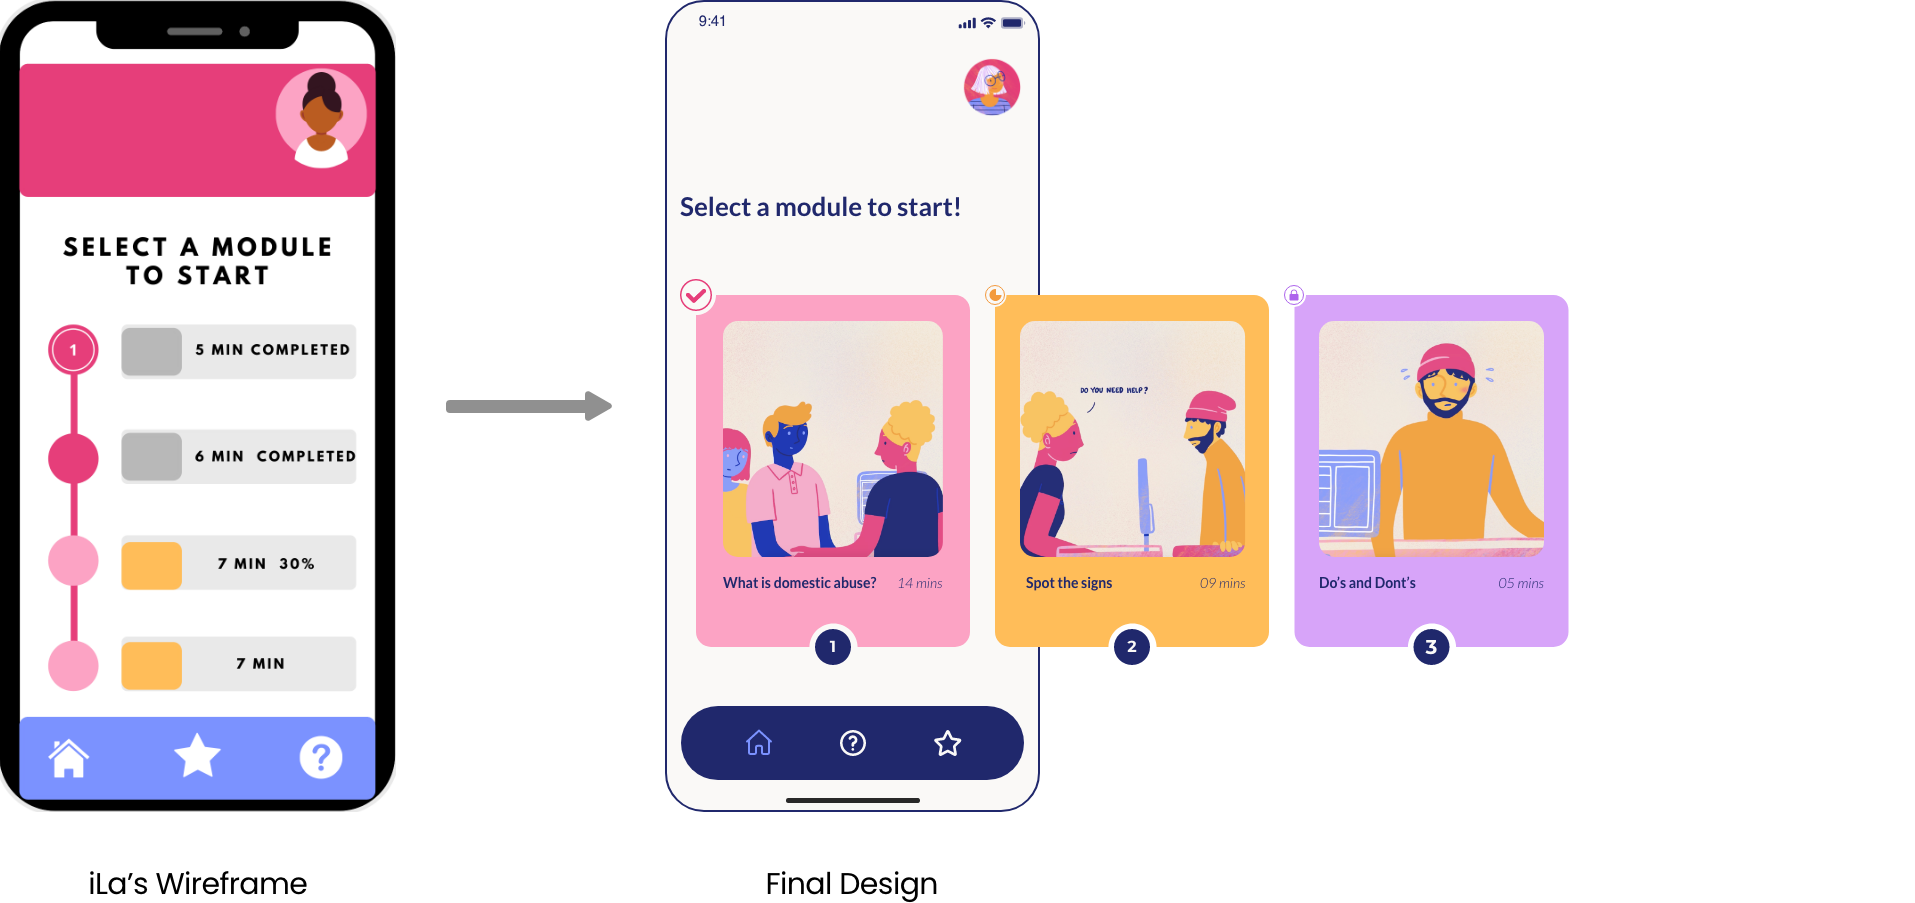 SELECT A MODULE
TO START
1
5 MIN COMPLETED
6 MIN COMPLETED
7 MIN 30%
7 MIN
iLa’s Wireframe
9:41
Select a module to start!
What is domestic abuse? 14 mins
1
DO YOU NEED HELP?
Spot the signs 09 mins
2
Do’s and Dont’s 05 mins
3
Final Design